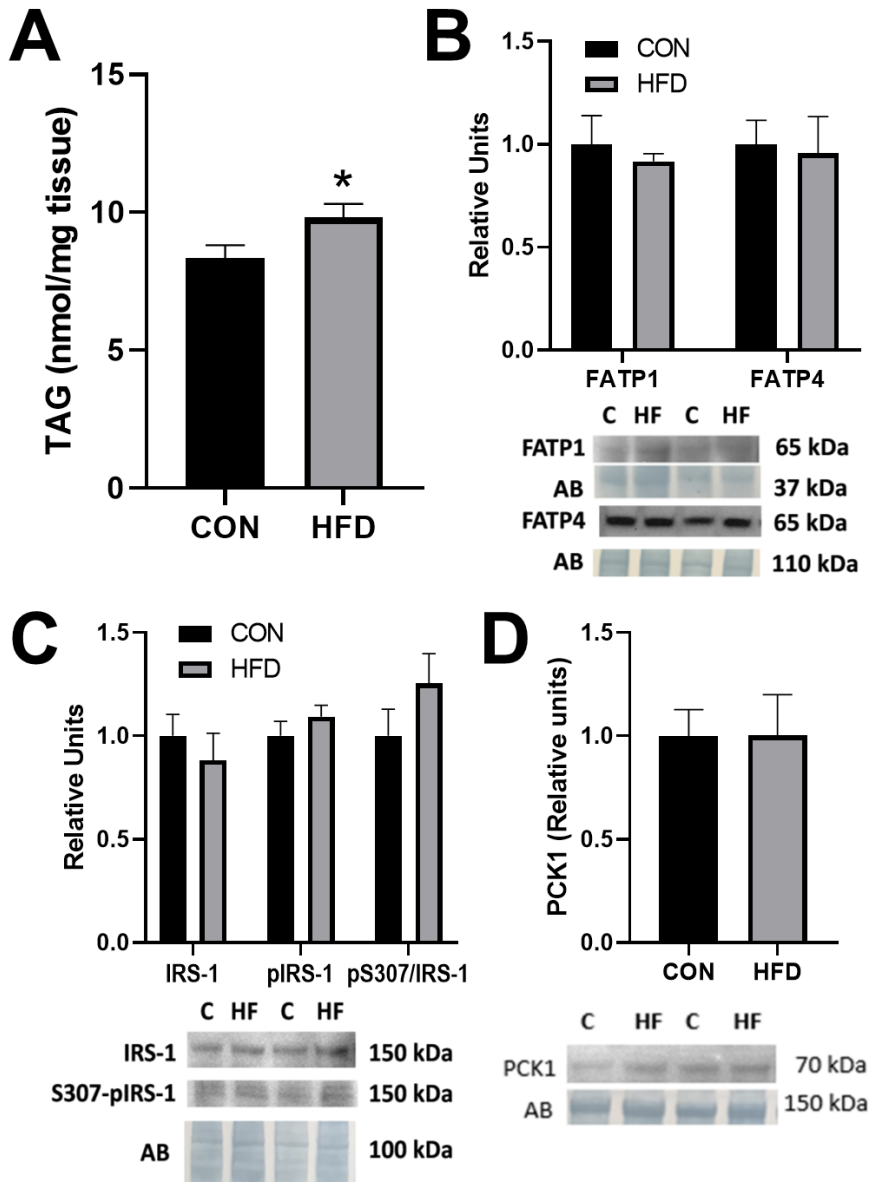 A
TAG (nmol/mg tissue)
15
10
5
0
*
CON HFD
B
Relative Units
1.5
1.0
0.5
0.0
CON
HFD
FATP1 FATP4
C HF C HF
FATP1 65 kDa
AB 37 kDa
FATP4 65 kDa
AB 110 kDa
C
Relative Units
1.5
1.0
0.5
0.0
CON
HFD
IRS-1 pIRS-1 pS307/IRS-1
C HF C HF
IRS-1 150 kDa
S307-pIRS-1 150 kDa
AB 100 kDa
D
PCK1 (Relative units)
1.5
1.0
0.5
0.0
CON HFD
C HF C HF
PCK1 70 kDa
AB 150 kDa